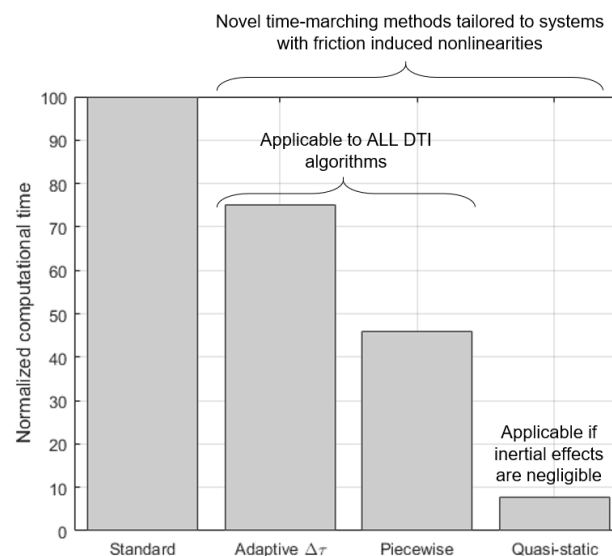 Novel time-marching methods tailored to systems
with friction induced nonlinearities
Applicable to ALL DTI
algorithms
Applicable if
inertial effects
are negligible
Normalized computational time
100
90
80
70
60
50
40
30
20
10
0
Standard
Adaptive Δτ
Piecewise
Quasi-static